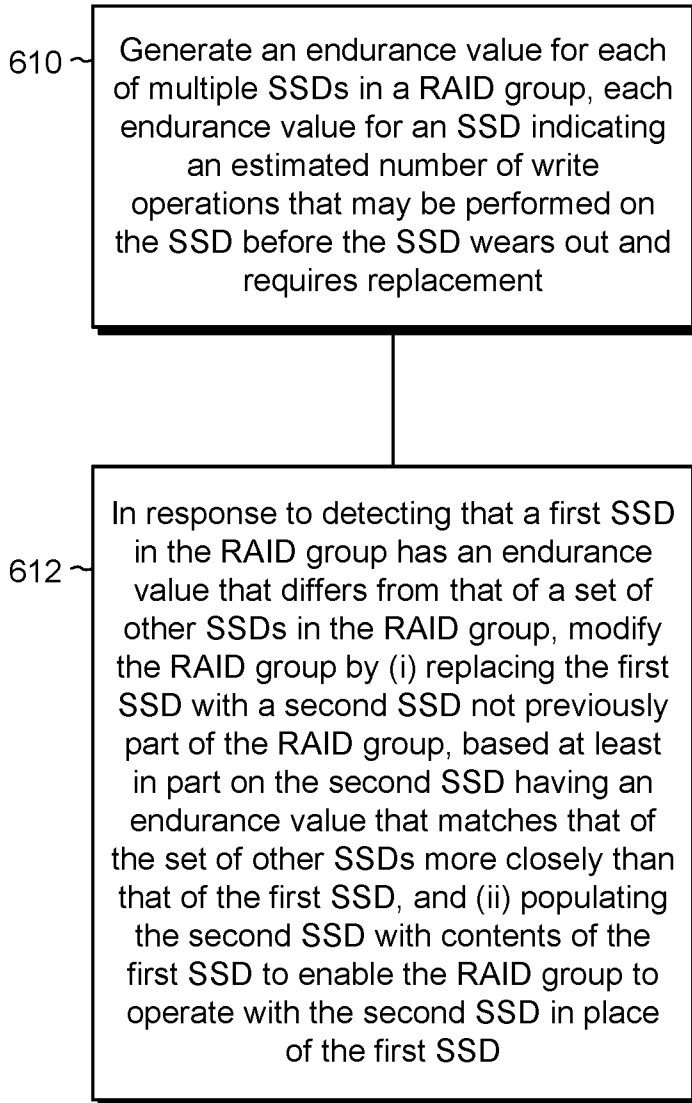 610
Generate an endurance value for each
of multiple SSDs in a RAID group, each
endurance value for an SSD indicating
an estimated number of write
operations that may be performed on
the SSD before the SSD wears out and
requires replacement
612
In response to detecting that a first SSD
in the RAID group has an endurance
value that differs from that of a set of
other SSDs in the RAID group, modify
the RAID group by (i) replacing the first
SSD with a second SSD not previously
part of the RAID group, based at least
in part on the second SSD having an
endurance value that matches that of
the set of other SSDs more closely than
that of the first SSD, and (ii) populating
the second SSD with contents of the
first SSD to enable the RAID group to
operate with the second SSD in place
of the first SSD